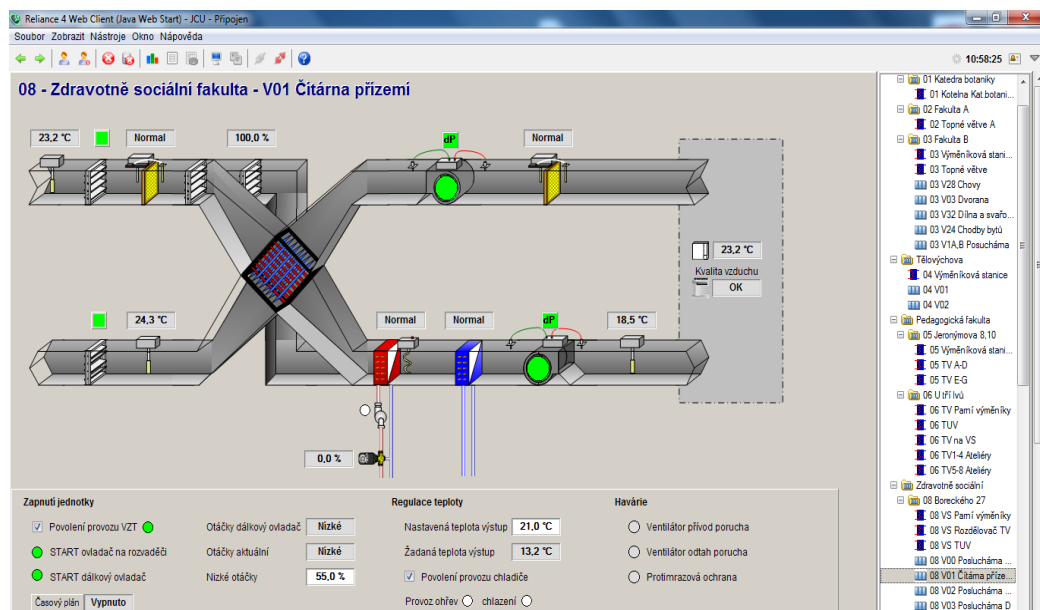 Reliance 4 Web Client (Java Web Start) - JCU - Připojen
Soubor Zobrazit Nástroje Okno Nápověda
10:58:25
08 - Zdravotně sociální fakulta - V01 Čítárna přízemí
23,2 °C
Normal
100,0 %
dP
Normal
23,2 °C
Kvalita vzduchu
OK
24,3 °C
Normal
Normal
dP
18,5 °C
0,0 %
Zapnutí jednotky
Povolení provozu VZT
START ovladač na rozvaděči
START dálkový ovladač
Časový plán Vypnuto
Otáčky dálkový ovladač Nízké
Otáčky aktuální Nízké
Nízké otáčky 55,0 %
Regulace teploty
Nastavená teplota výstup 21,0 °C
Žádaná teplota výstup 13,2 °C
Povolení provozu chladiče
Provoz ohřev chlazení
Havárie
Ventilátor přívod porucha
Ventilátor odtah porucha
Protimrazová ochrana
01 Katedra botaniky
01 Kotelna Kat.botani...
02 Fakulta A
02 Topné větve A
03 Fakulta B
03 Výměníková stani...
03 Topné větve
03 V28 Chovy
03 V03 Dvorana
03 V32 Dílna a svařo...
03 V24 Chodby bytů
03 V1A,B Posucháma
Tělovýchova
04 Výměníková stanice
04 V01
04 V02
Pedagogická fakulta
05 Jeronýmova 8,10
05 Výměníková stani...
05 TV A-D
05 TV E-G
06 U tří lvů
06 TV Parní výměníky
06 TUV
06 TV na VS
06 TV1-4 Ateliéry
06 TV5-8 Ateliéry
Zdravotně sociální
08 Boreckého 27
08 VS Parní výměníky
08 VS Rozdělovač TV
08 VS TUV
08 V00 Poslucháma ...
08 V01 Čítárna příze...
08 V02 Poslucháma ...
08 V03 Poslucháma D